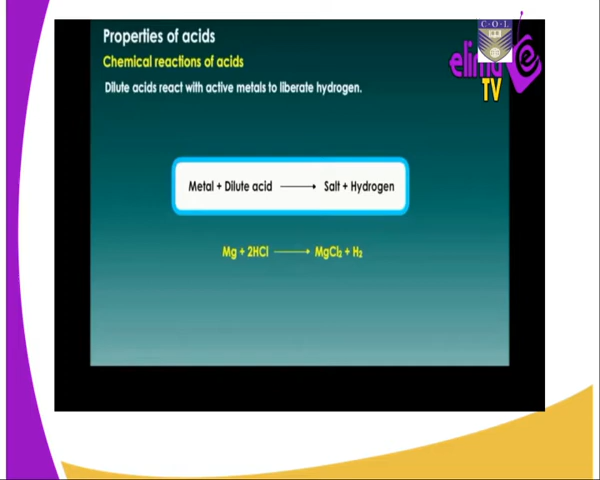 Properties of acids
C-O-L
Chemical reactions of acids
elimu
TV
Dilute acids react with active metals to liberate hydrogen.
Metal + Dilute acid ⟶ Salt + Hydrogen
Mg + 2HCl ⟶ MgCl₂ + H₂